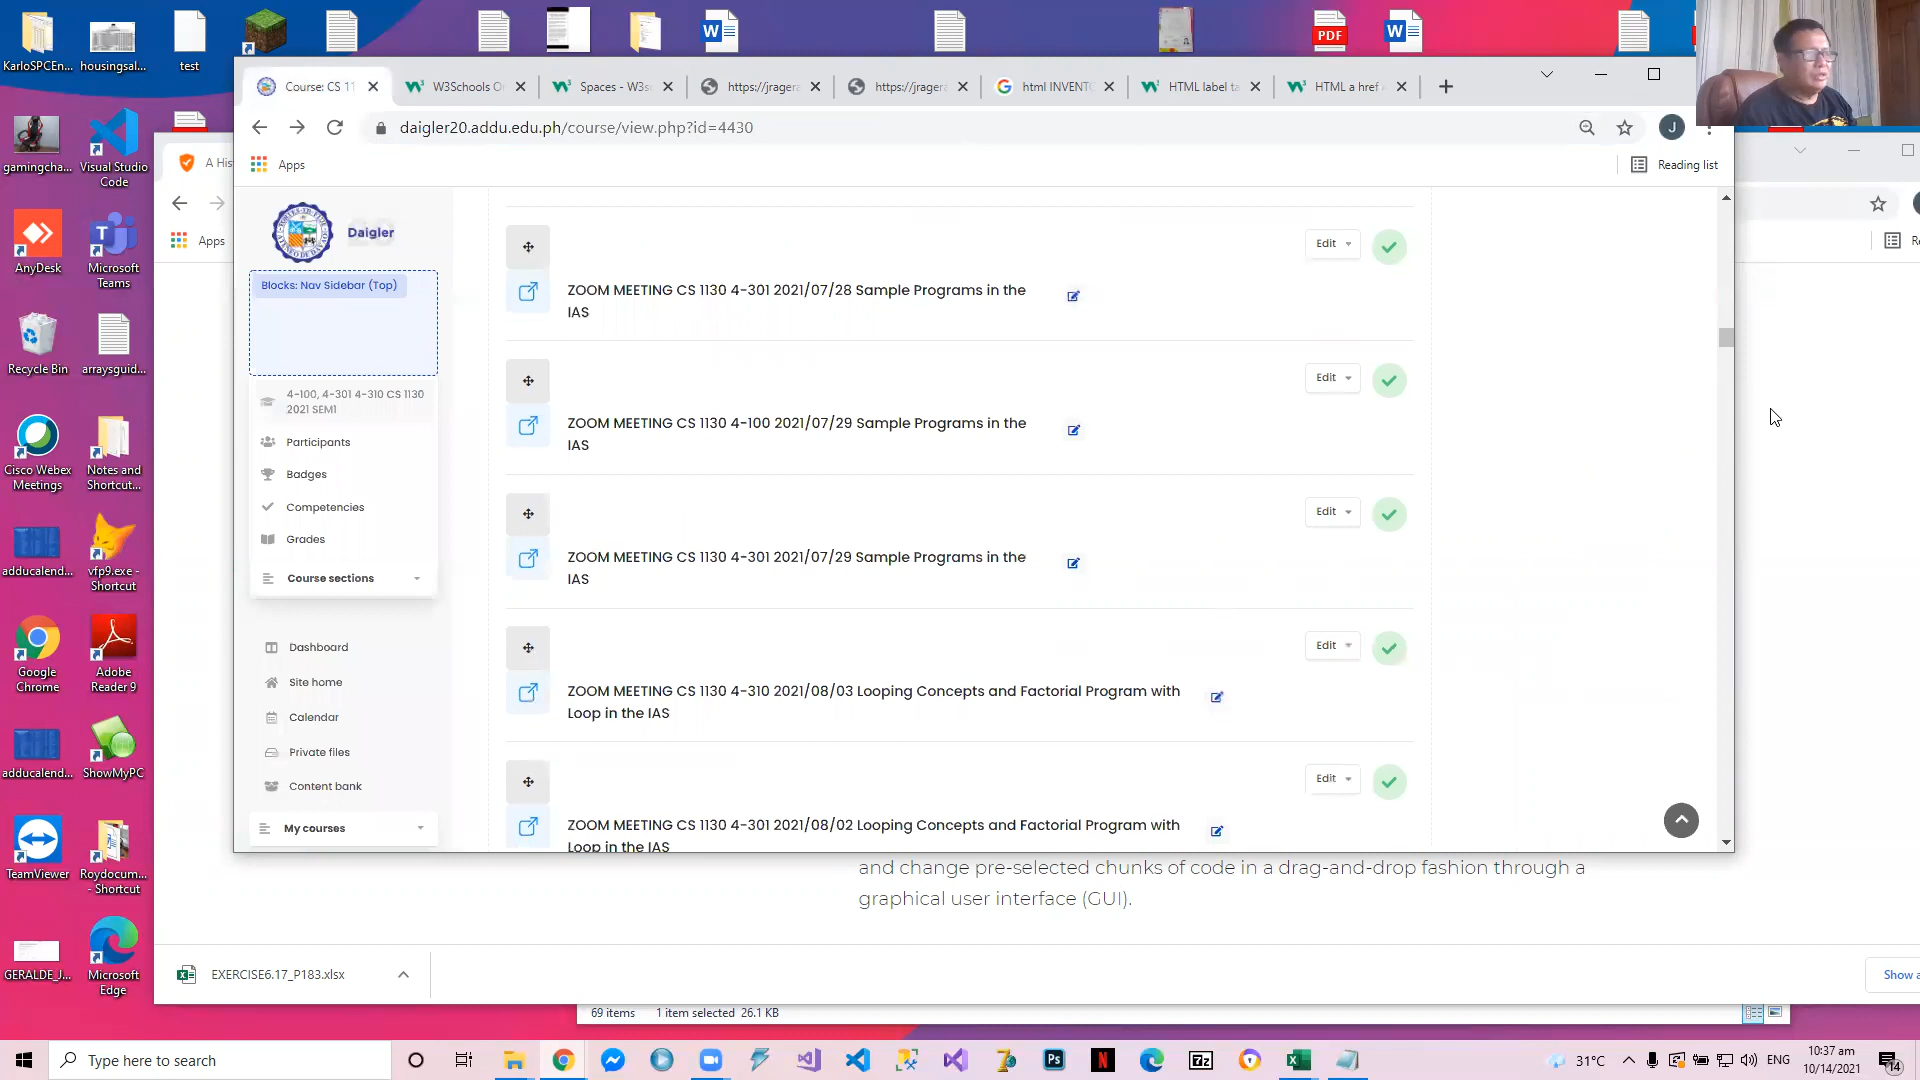 KarloSPCEn...
housingsal...
test
PDF
Course: CS 11
W3Schools O
Spaces - W3s
https://jragera
https://jragera
html INVENTO
HTML label ta
HTML a href
daigler20.addu.edu.ph/course/view.php?id=4430
J
Apps
Reading list
A His
Apps
gamingcha...
Visual Studio
Code
AnyDesk
Microsoft
Teams
Recycle Bin
arraysguid...
Cisco Webex
Meetings
Notes and
Shortcut...
adducalend...
vfp9.exe -
Shortcut
Google
Chrome
Adobe
Reader 9
adducalend...
ShowMyPC
TeamViewer
Roydocum...
- Shortcut
GERALDE_J...
Microsoft
Edge
Daigler
Blocks: Nav Sidebar (Top)
4-100, 4-301 4-310 CS 1130
2021 SEM1
Participants
Badges
Competencies
Grades
Course sections
Dashboard
Site home
Calendar
Private files
Content bank
My courses
Edit
ZOOM MEETING CS 1130 4-301 2021/07/28 Sample Programs in the
IAS
Edit
ZOOM MEETING CS 1130 4-100 2021/07/29 Sample Programs in the
IAS
Edit
ZOOM MEETING CS 1130 4-301 2021/07/29 Sample Programs in the
IAS
Edit
ZOOM MEETING CS 1130 4-310 2021/08/03 Looping Concepts and Factorial Program with
Loop in the IAS
Edit
ZOOM MEETING CS 1130 4-301 2021/08/02 Looping Concepts and Factorial Program with
Loop in the IAS
and change pre-selected chunks of code in a drag-and-drop fashion through a
graphical user interface (GUI).
EXERCISE6.17_P183.xlsx
Show a
69 items 1 item selected 26.1 KB
Type here to search
31°C
ENG
10:37 am
10/14/2021
14